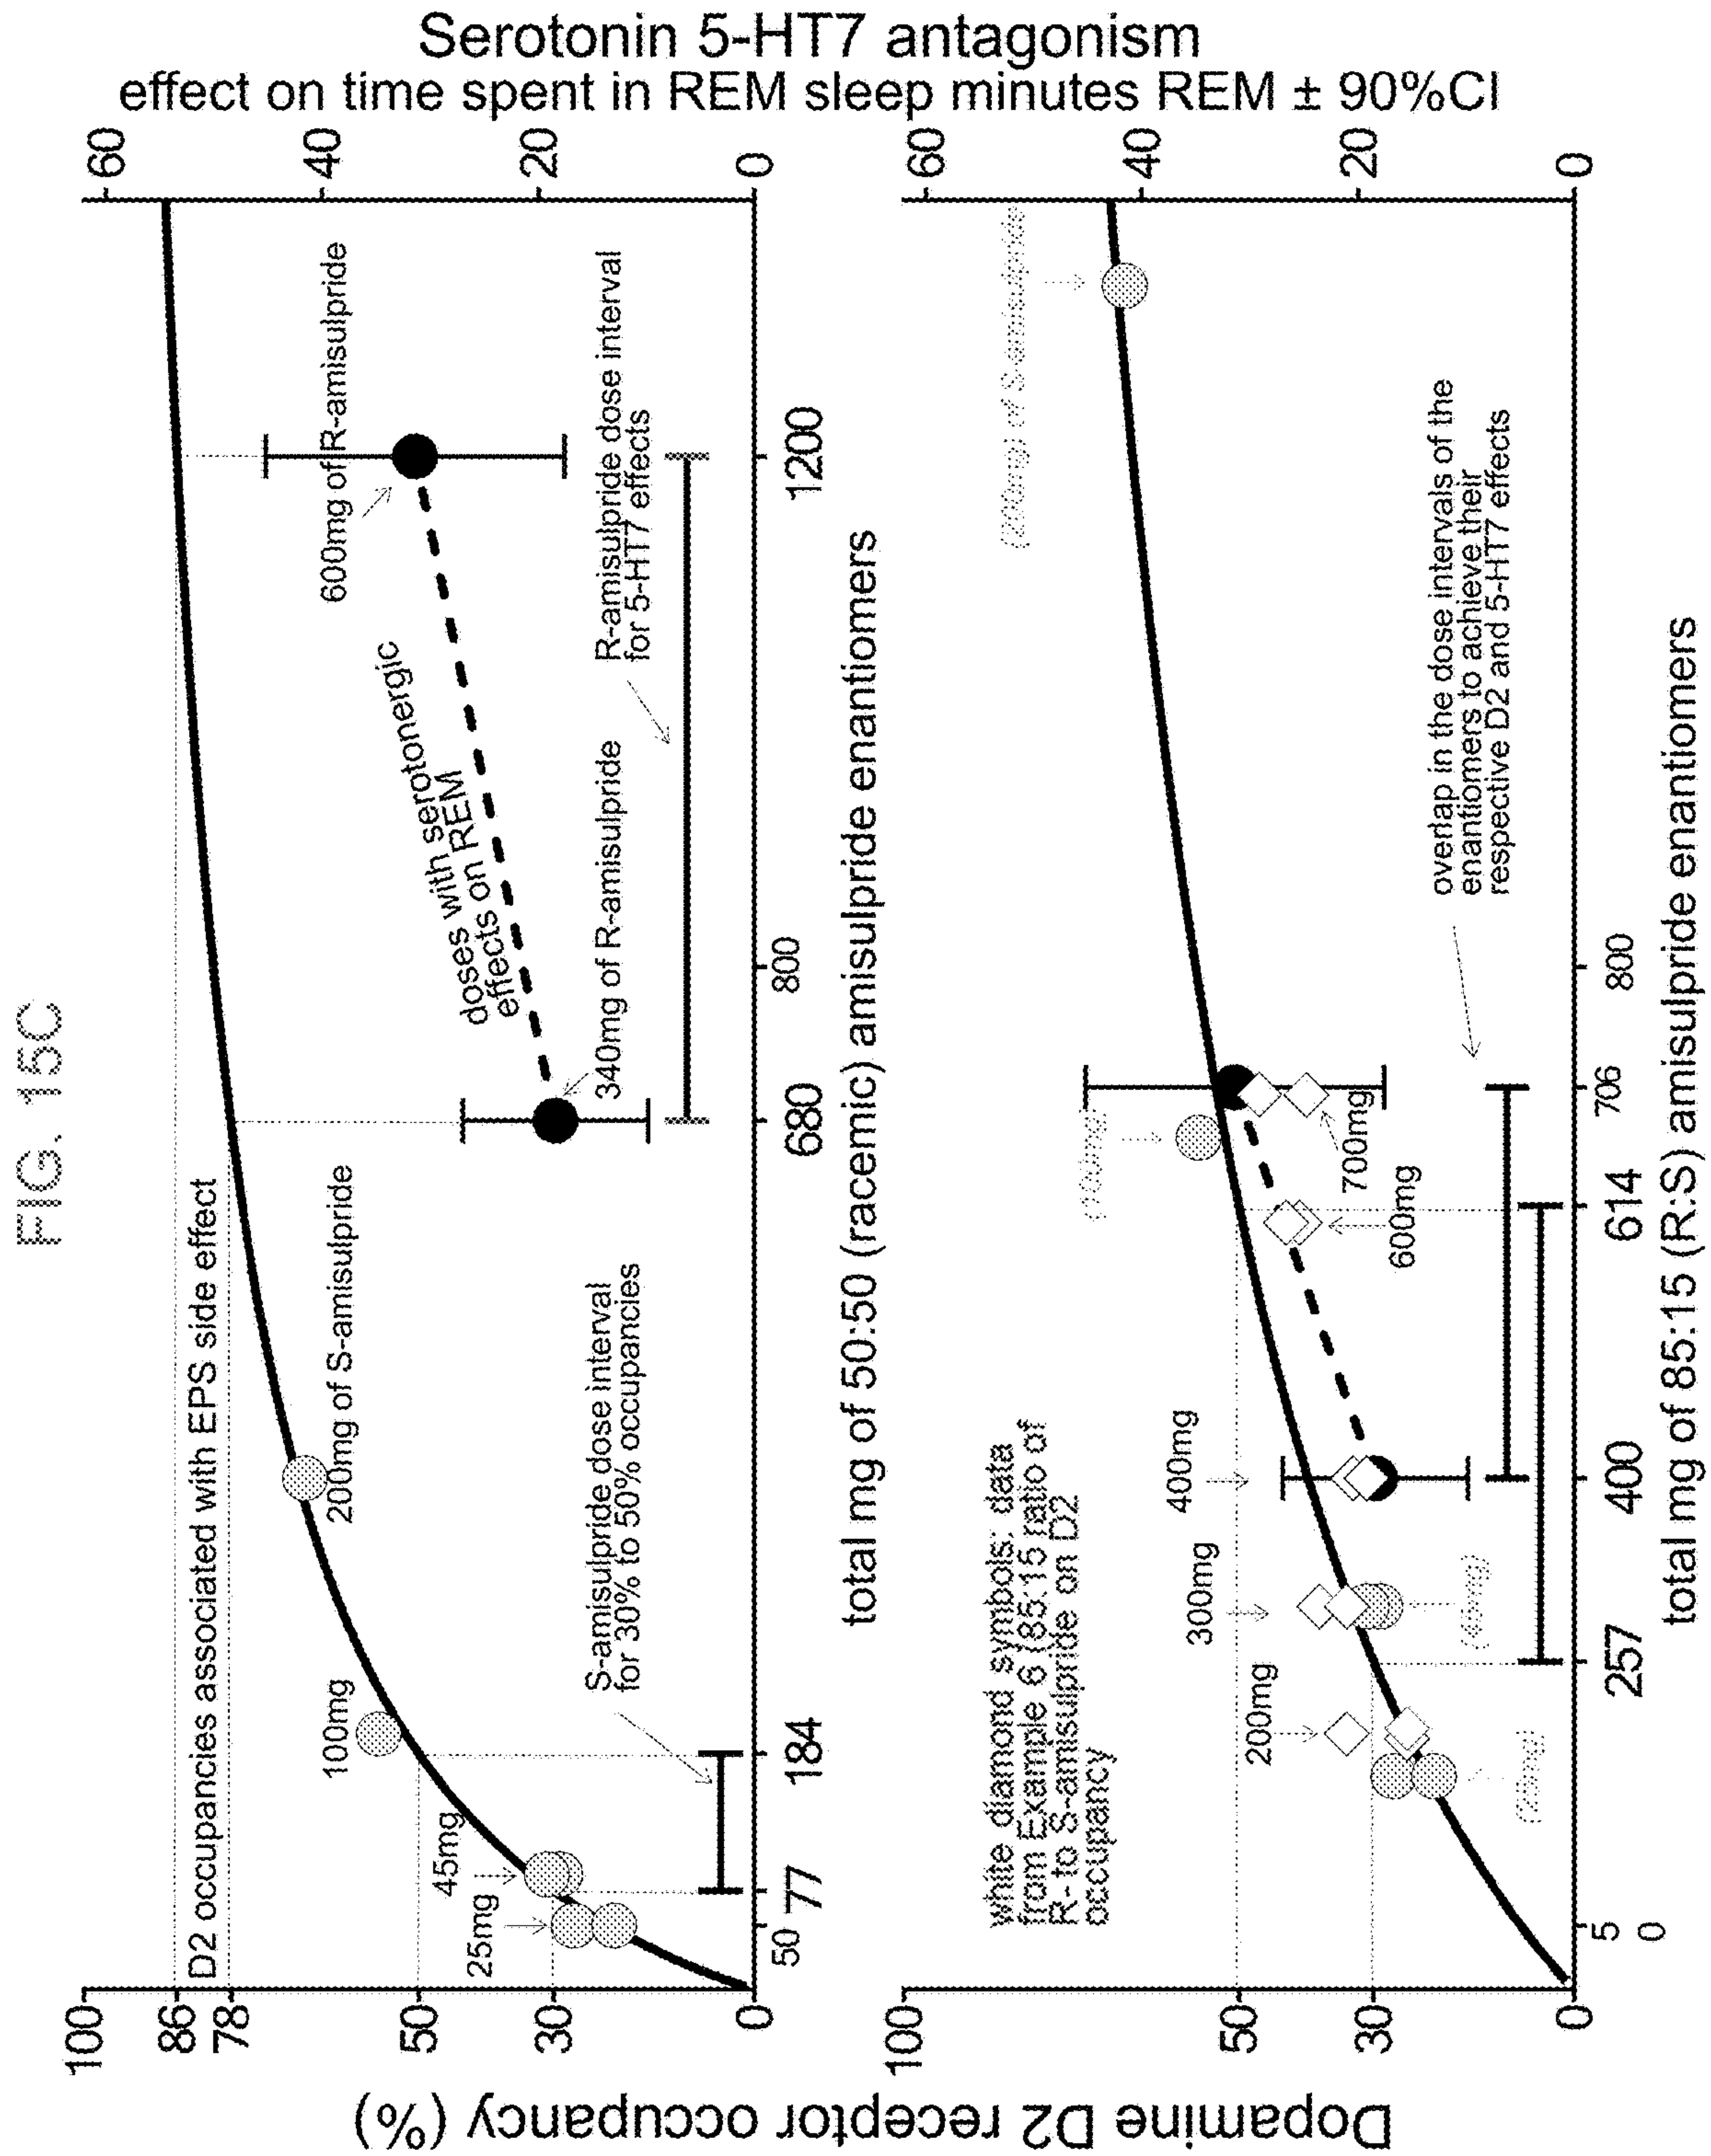 FIG. 15C
Dopamine D2 receptor occupancy (%)
Serotonin 5-HT7 antagonism
effect on time spent in REM sleep minutes REM ± 90%CI
100
86
78
50
30
0
60
40
20
0
D2 occupancies associated with EPS side effect
25mg
45mg
100mg
200mg of S-amisulpride
600mg of R-amisulpride
doses with serotonergic
effects on REM
340mg of R-amisulpride
S-amisulpride dose interval
for 30% to 50% occupancies
R-amisulpride dose interval
for 5-HT7 effects
50
77
184
680
800
1200
total mg of 50:50 (racemic) amisulpride enantiomers
100
50
30
0
60
40
20
0
white diamond symbols: data
from Example 6 (85:15 ratio of
R- to S-amisulpride on D2
occupancy
200mg
300mg
400mg
(100mg)
(200mg of S-amisulpride)
600mg
700mg
(25mg)
(45mg)
overlap in the dose intervals of the
enantiomers to achieve their
respective D2 and 5-HT7 effects
5
0
257
400
614
706
800
total mg of 85:15 (R:S) amisulpride enantiomers